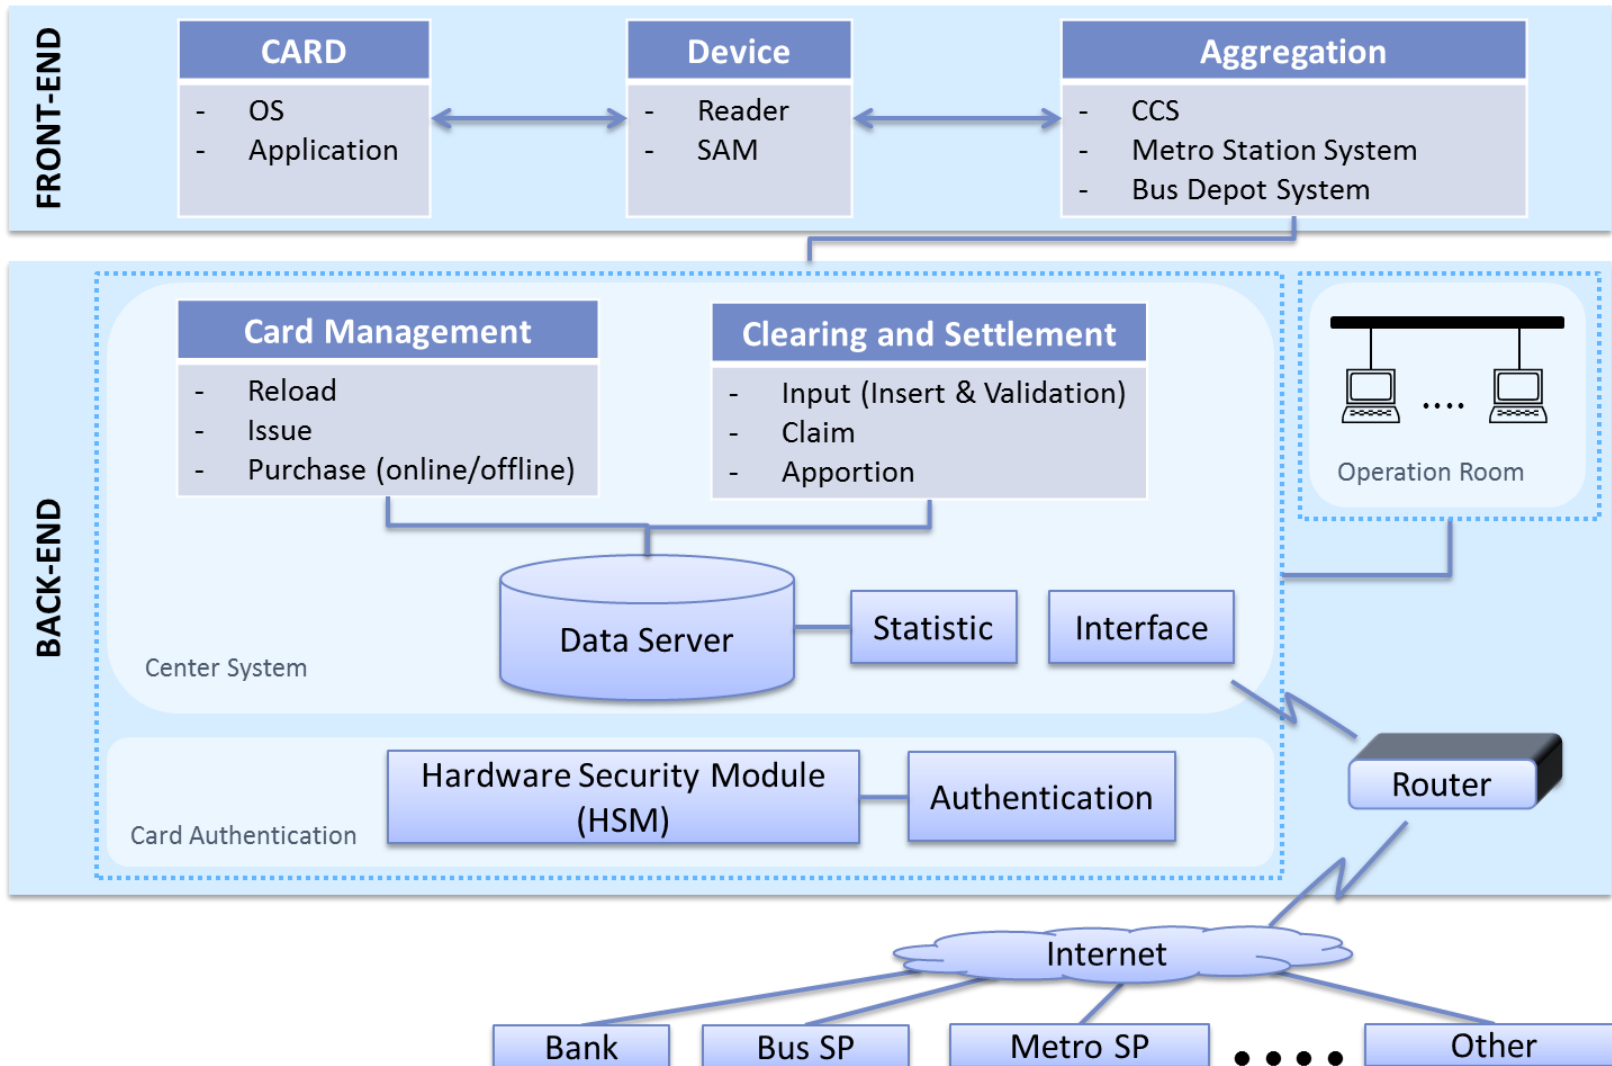 FRONT-END
CARD
- OS
- Application
Device
- Reader
- SAM
Aggregation
- CCS
- Metro Station System
- Bus Depot System
BACK-END
Card Management
- Reload
- Issue
- Purchase (online/offline)
Clearing and Settlement
- Input (Insert & Validation)
- Claim
- Apportion
....
Operation Room
Data Server
Statistic
Interface
Center System
Hardware Security Module
(HSM)
Authentication
Card Authentication
Router
Internet
Bank
Bus SP
Metro SP
....
Other